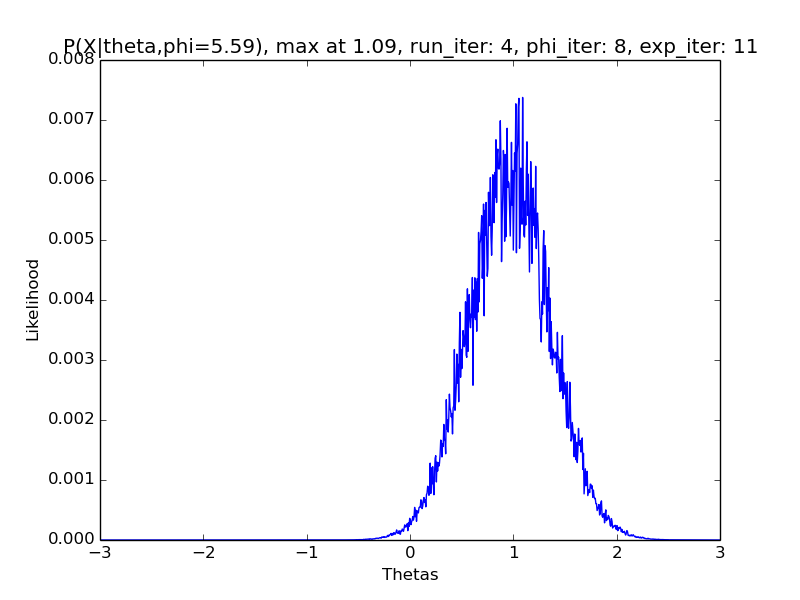 P(X|theta,phi=5.59), max at 1.09, run_iter: 4, phi_iter: 8, exp_iter: 11
0.008
0.007
0.006
0.005
0.004
0.003
0.002
0.001
0.000
Likelihood
−3 −2 −1 0 1 2 3
Thetas